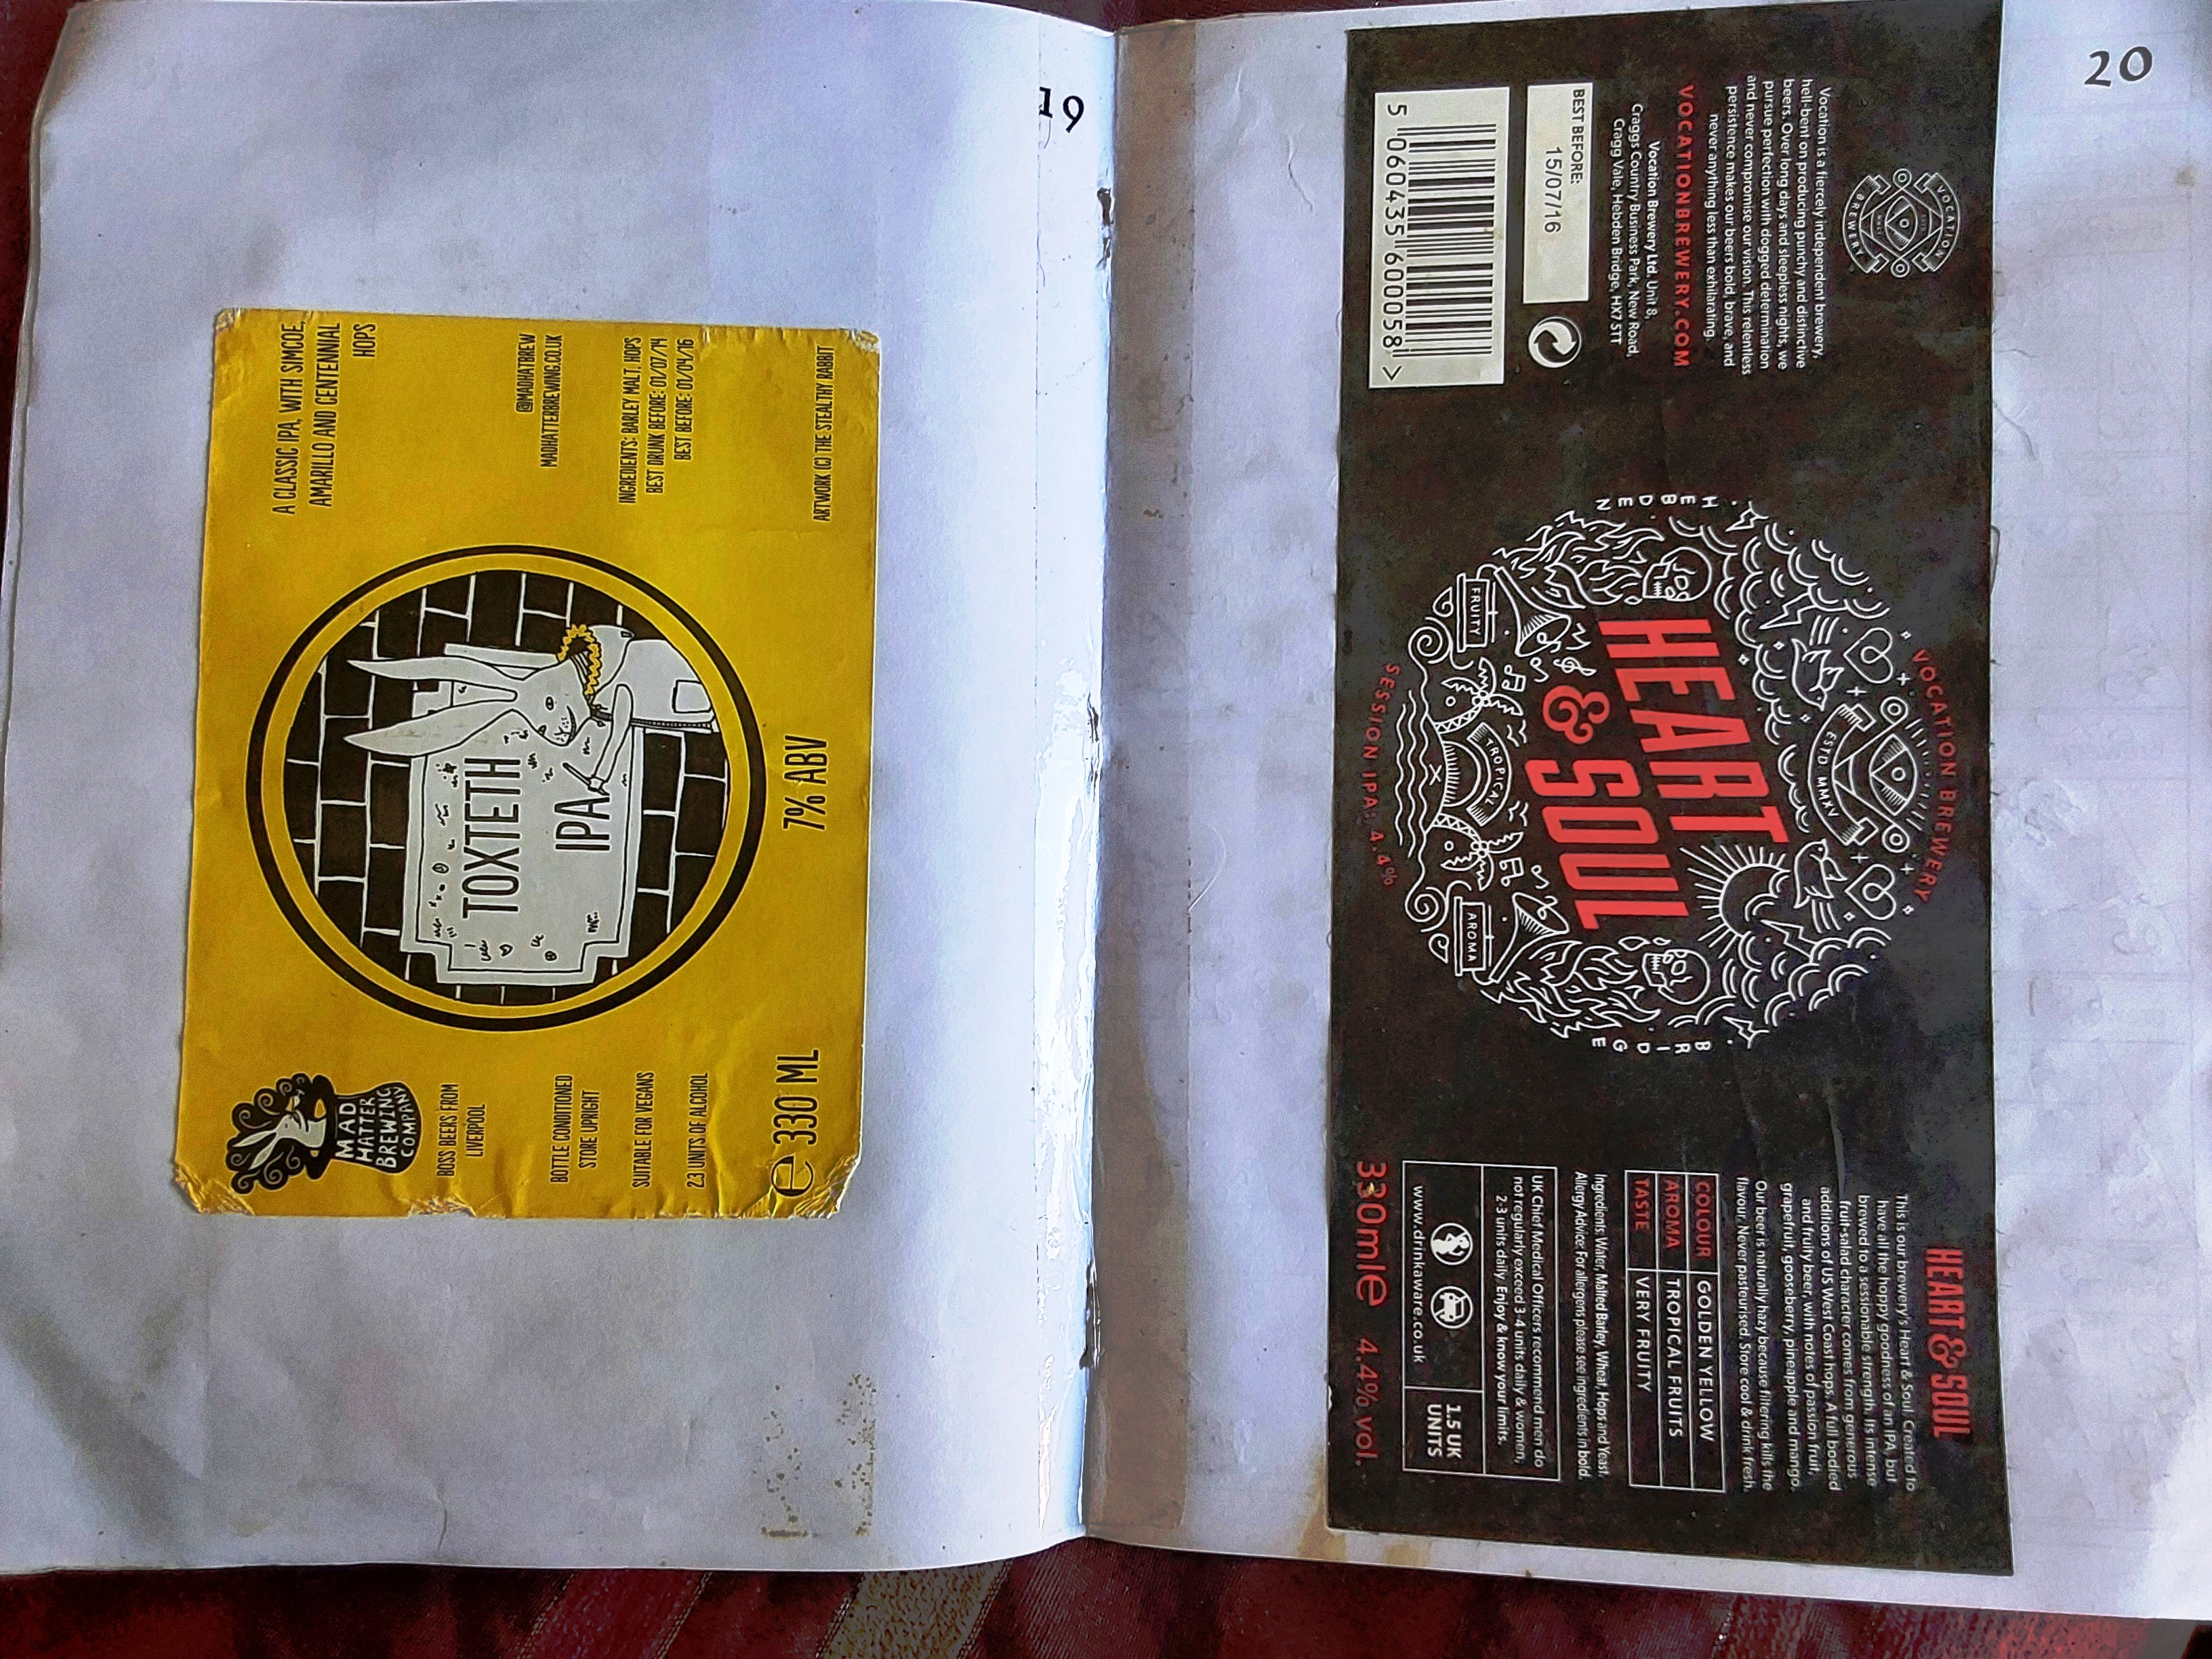 19
A CLASSIC IPA, WITH SIMCOE,
AMARILLO AND CENTENNIAL
HOPS
@MADHATBREW
MADHATTERBREWING.CO.UK
INGREDIENTS: BARLEY MALT, HOPS
BEST DRUNK BEFORE: 01/07/14
BEST BEFORE: 01/04/16
ARTWORK (C) THE STEALTHY RABBIT
TOXTETH
IPA
7% ABV
MAD
HATTER
BREWING
COMPANY
BOSS BEERS FROM
LIVERPOOL
BOTTLE CONDITIONED
STORE UPRIGHT
SUITABLE FOR VEGANS
2.3 UNITS OF ALCOHOL
e 330 ML
20
VOCATION
BREWERY
Vocation is a fiercely independent brewery,
hell-bent on producing punchy and distinctive
beers. Over long days and sleepless nights, we
pursue perfection with dogged determination
and never compromise our vision. This relentless
persistence makes our beers bold, brave, and
never anything less than exhilarating.
VOCATIONBREWERY.COM
Vocation Brewery Ltd. Unit 8,
Craggs Country Business Park, New Road,
Cragg Vale, Hebden Bridge, HX7 5TT
BEST BEFORE:
15/07/16
5 060435 600058 >
VOCATION BREWERY
ESTD. MMXV
HEBDEN
BRIDGE
HEART
& SOUL
FRUITY
TROPICAL
AROMA
SESSION IPA: 4.4%
HEART & SOUL
This is our brewery's Heart & Soul. Created to
have all the hoppy goodness of an IPA, but
brewed to a sessionable strength. Its intense
fruit-salad character comes from generous
additions of US West Coast hops. A full bodied
and fruity beer, with notes of passion fruit,
grapefruit, gooseberry, pineapple and mango.
Our beer is naturally hazy because filtering kills the
flavour. Never pasteurised. Store cool & drink fresh.
COLOUR GOLDEN YELLOW
AROMA TROPICAL FRUITS
TASTE VERY FRUITY
Ingredients: Water, Malted Barley, Wheat, Hops and Yeast.
Allergy Advice: For allergens please see ingredients in bold.
UK Chief Medical Officers recommend men do
not regularly exceed 3-4 units daily & women,
2-3 units daily. Enjoy & know your limits.
www.drinkaware.co.uk
1.5 UK
UNITS
330mle 4.4% vol.